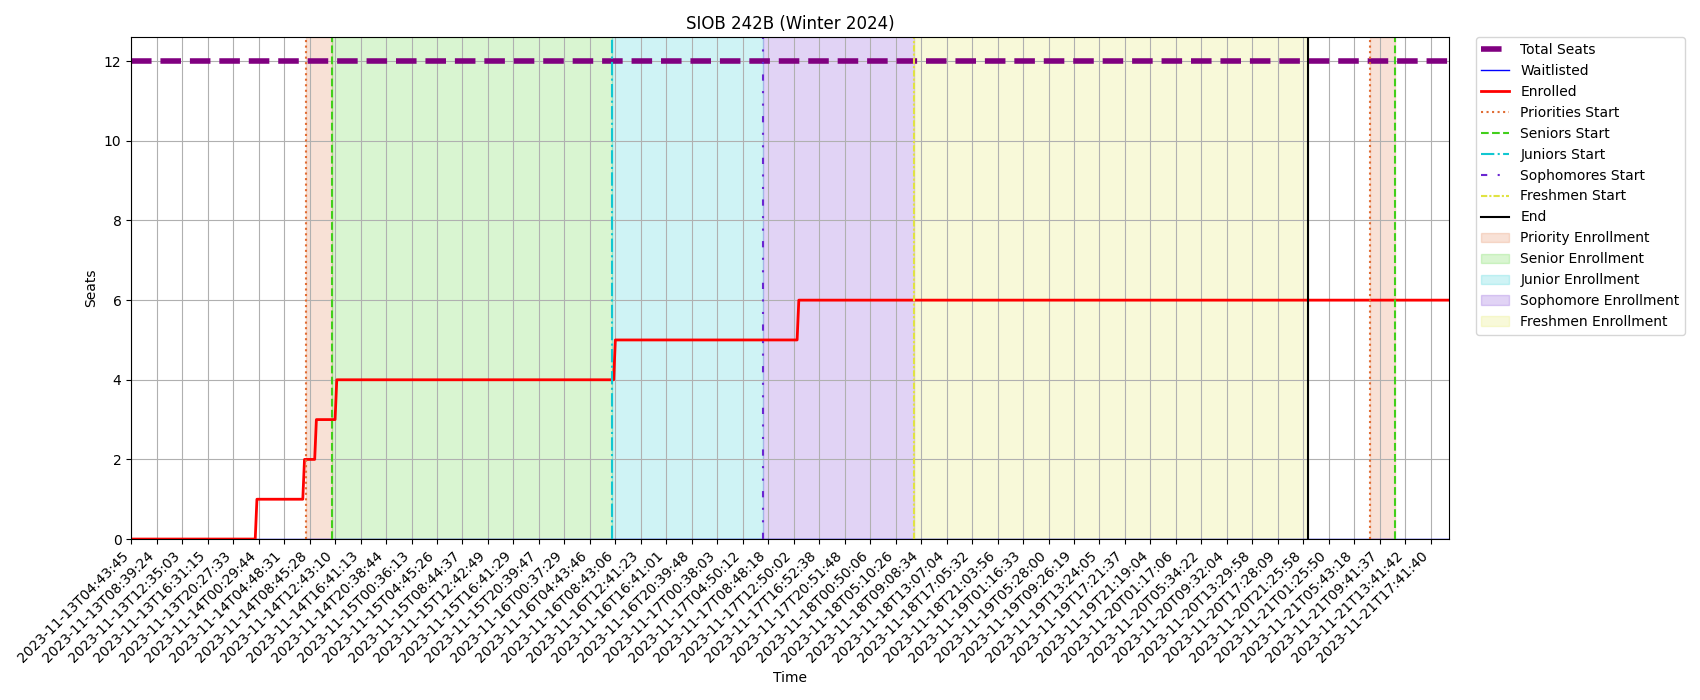 SIOB 242B (Winter 2024)
12
10
8
6
4
2
0
Seats
2023-11-13T04:43:45
2023-11-13T08:39:24
2023-11-13T12:35:03
2023-11-13T16:31:15
2023-11-13T20:27:33
2023-11-14T00:29:44
2023-11-14T04:48:31
2023-11-14T08:45:28
2023-11-14T12:43:10
2023-11-14T16:41:13
2023-11-14T20:38:44
2023-11-15T00:36:13
2023-11-15T04:45:26
2023-11-15T08:44:37
2023-11-15T12:42:49
2023-11-15T16:41:29
2023-11-15T20:39:47
2023-11-16T00:37:29
2023-11-16T04:43:46
2023-11-16T08:43:06
2023-11-16T12:41:23
2023-11-16T16:41:01
2023-11-16T20:39:48
2023-11-17T00:38:03
2023-11-17T04:50:12
2023-11-17T08:48:18
2023-11-17T12:50:02
2023-11-17T16:52:38
2023-11-17T20:51:48
2023-11-18T00:50:06
2023-11-18T05:10:26
2023-11-18T09:08:34
2023-11-18T13:07:04
2023-11-18T17:05:32
2023-11-18T21:03:56
2023-11-19T01:16:33
2023-11-19T05:28:00
2023-11-19T09:26:19
2023-11-19T13:24:05
2023-11-19T17:21:37
2023-11-19T21:19:04
2023-11-20T01:17:06
2023-11-20T05:34:22
2023-11-20T09:32:04
2023-11-20T13:29:58
2023-11-20T17:28:09
2023-11-20T21:25:58
2023-11-21T01:25:50
2023-11-21T05:43:18
2023-11-21T09:41:37
2023-11-21T13:41:42
2023-11-21T17:41:40
Time
Total Seats
Waitlisted
Enrolled
Priorities Start
Seniors Start
Juniors Start
Sophomores Start
Freshmen Start
End
Priority Enrollment
Senior Enrollment
Junior Enrollment
Sophomore Enrollment
Freshmen Enrollment